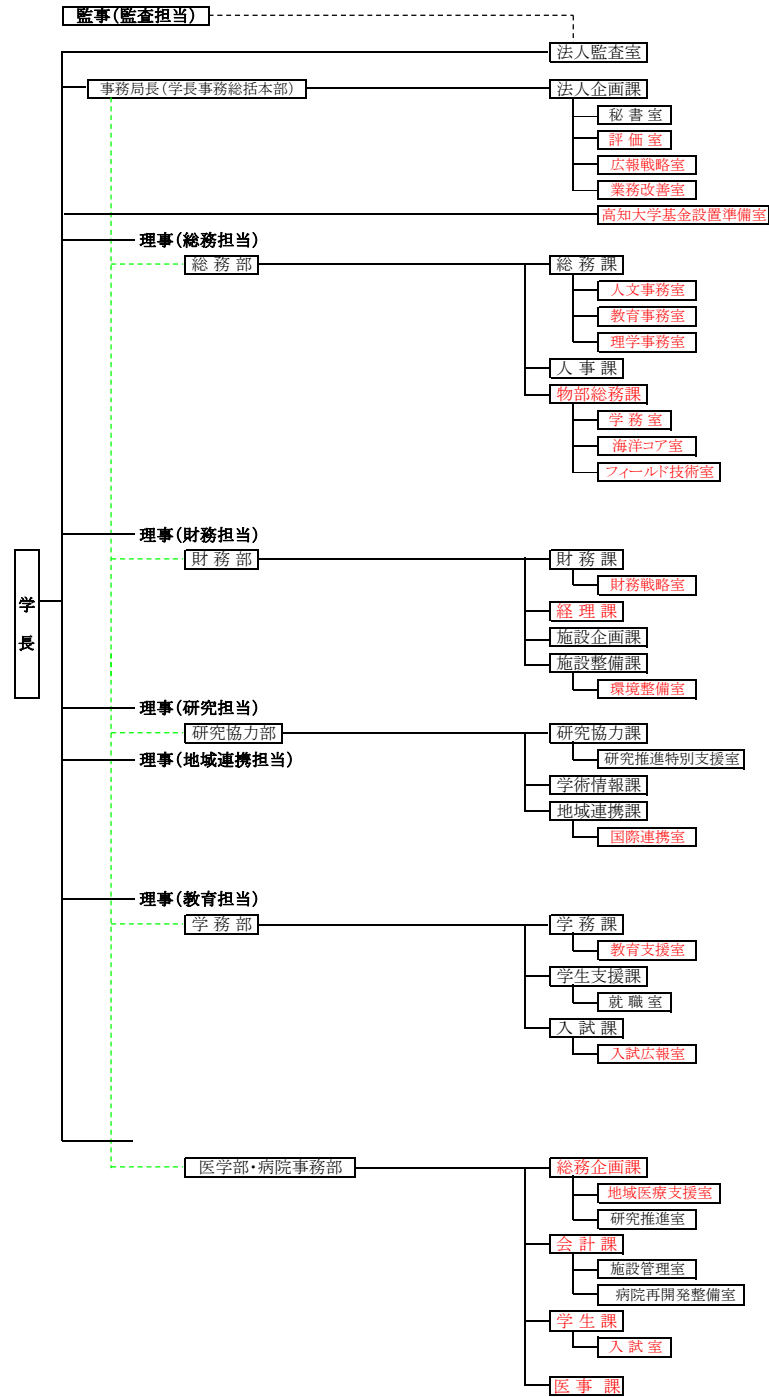 監事(監査担当)
法人監査室
事務局長(学長事務総括本部)
法人企画課
秘書室
評価室
広報戦略室
業務改善室
高知大学基金設置準備室
理事(総務担当)
総務部
総務課
人文事務室
教育事務室
理学事務室
人事課
物部総務課
学務室
海洋コア室
フィールド技術室
理事(財務担当)
財務部
財務課
財務戦略室
学長
経理課
施設企画課
施設整備課
環境整備室
理事(研究担当)
研究協力部
研究協力課
理事(地域連携担当)
研究推進特別支援室
学術情報課
地域連携課
国際連携室
理事(教育担当)
学務部
学務課
教育支援室
学生支援課
就職室
入試課
入試広報室
医学部・病院事務部
総務企画課
地域医療支援室
研究推進室
会計課
施設管理室
病院再開発整備室
学生課
入試室
医事課